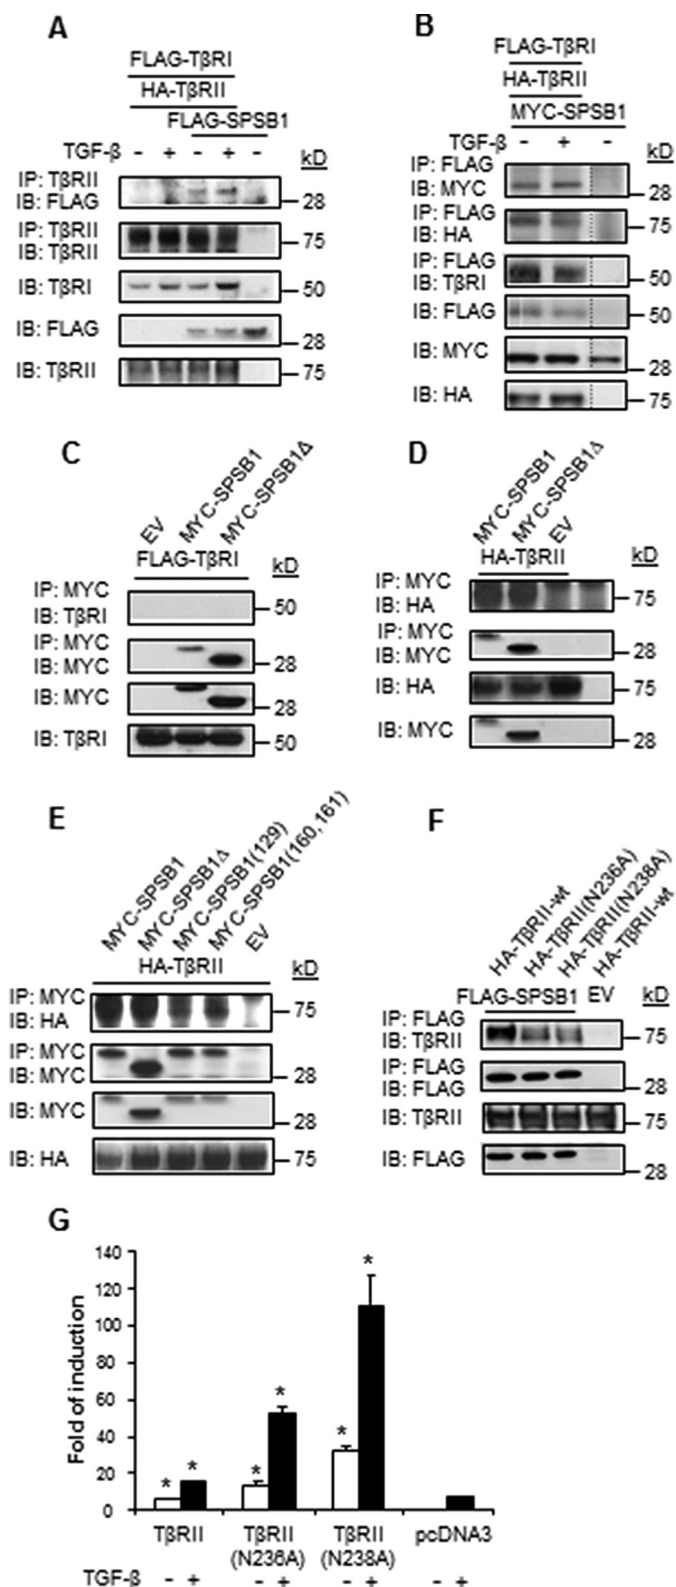 A
FLAG-TβRI
HA-TβRII
FLAG-SPSB1
TGF-β - + - + - kD
IP: TβRII
IB: FLAG 28
IP: TβRII
IB: TβRII 75
IB: TβRI 50
IB: FLAG 28
IB: TβRII 75
B
FLAG-TβRI
HA-TβRII
MYC-SPSB1
TGF-β - + - kD
IP: FLAG
IB: MYC 28
IP: FLAG
IB: HA 75
IP: FLAG
IB: TβRI 50
IB: FLAG 50
IB: MYC 28
IB: HA 75
C
EV MYC-SPSB1 MYC-SPSB1Δ
FLAG-TβRI kD
IP: MYC
IB: TβRI 50
IP: MYC
IB: MYC 28
IB: MYC 28
IB: TβRI 50
D
MYC-SPSB1 MYC-SPSB1Δ EV
HA-TβRII kD
IP: MYC
IB: HA 75
IP: MYC
IB: MYC 28
IB: HA 75
IB: MYC 28
E
MYC-SPSB1 MYC-SPSB1Δ MYC-SPSB1(129) MYC-SPSB1(160,161) EV
HA-TβRII kD
IP: MYC
IB: HA 75
IP: MYC
IB: MYC 28
IB: MYC 28
IB: HA 75
F
HA-TβRII-wt HA-TβRII(N236A) HA-TβRII(N238A) HA-TβRII-wt
FLAG-SPSB1 EV kD
IP: FLAG
IB: TβRII 75
IP: FLAG
IB: FLAG 28
IB: TβRII 75
IB: FLAG 28
G
Fold of induction
140
120
100
80
60
40
20
0
* * * * * *
TβRII TβRII (N236A) TβRII (N238A) pcDNA3
TGF-β - + - + - + - +